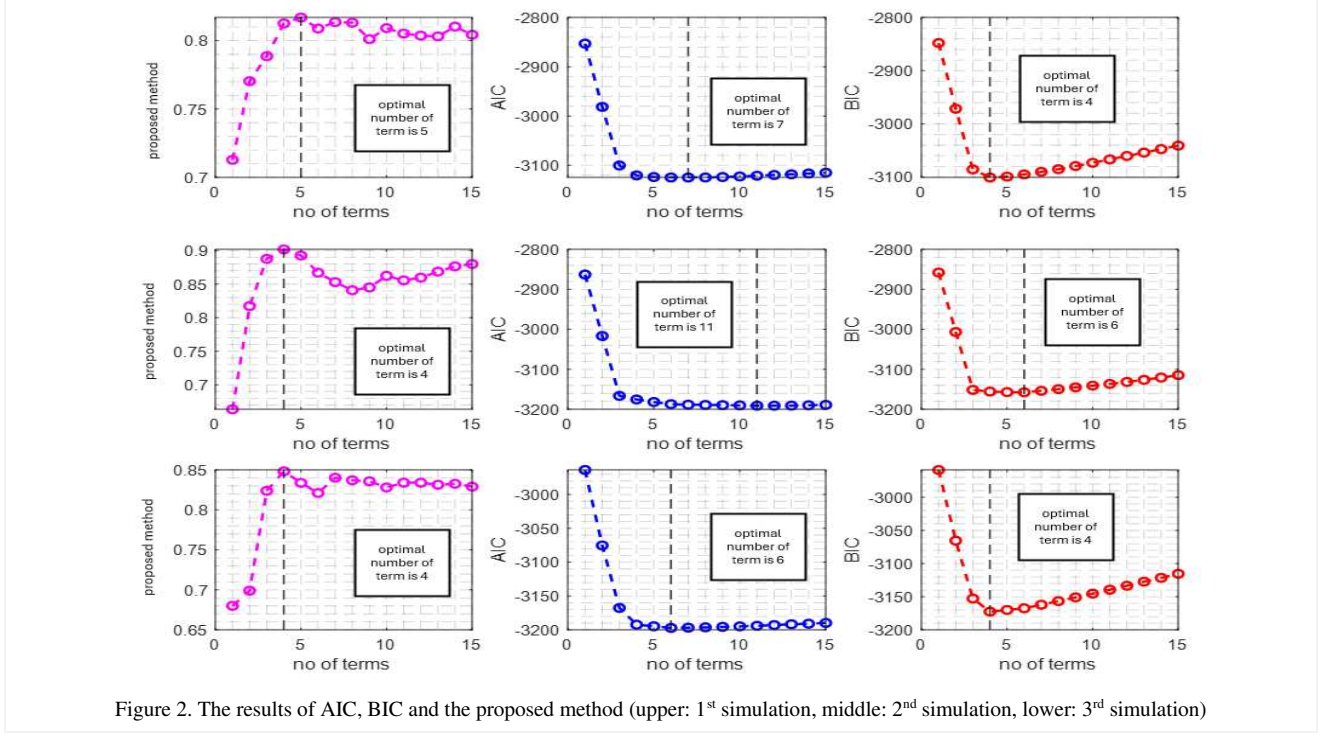 0.8
0.75
0.7
proposed method
0 5 10 15
no of terms
optimal
number of
term is 5
-2800
-2900
-3000
-3100
AIC
0 5 10 15
no of terms
optimal
number of
term is 7
-2800
-2900
-3000
-3100
BIC
0 5 10 15
no of terms
optimal
number of
term is 4
0.9
0.85
0.8
0.75
0.7
proposed method
0 5 10 15
no of terms
optimal
number of
term is 4
-2800
-2900
-3000
-3100
-3200
AIC
0 5 10 15
no of terms
optimal
number of
term is 11
-2800
-2900
-3000
-3100
-3200
BIC
0 5 10 15
no of terms
optimal
number of
term is 6
0.85
0.8
0.75
0.7
0.65
proposed method
0 5 10 15
no of terms
optimal
number of
term is 4
-3000
-3050
-3100
-3150
-3200
AIC
0 5 10 15
no of terms
optimal
number of
term is 6
-3000
-3050
-3100
-3150
-3200
BIC
0 5 10 15
no of terms
optimal
number of
term is 4
Figure 2. The results of AIC, BIC and the proposed method (upper: 1st simulation, middle: 2nd simulation, lower: 3rd simulation)